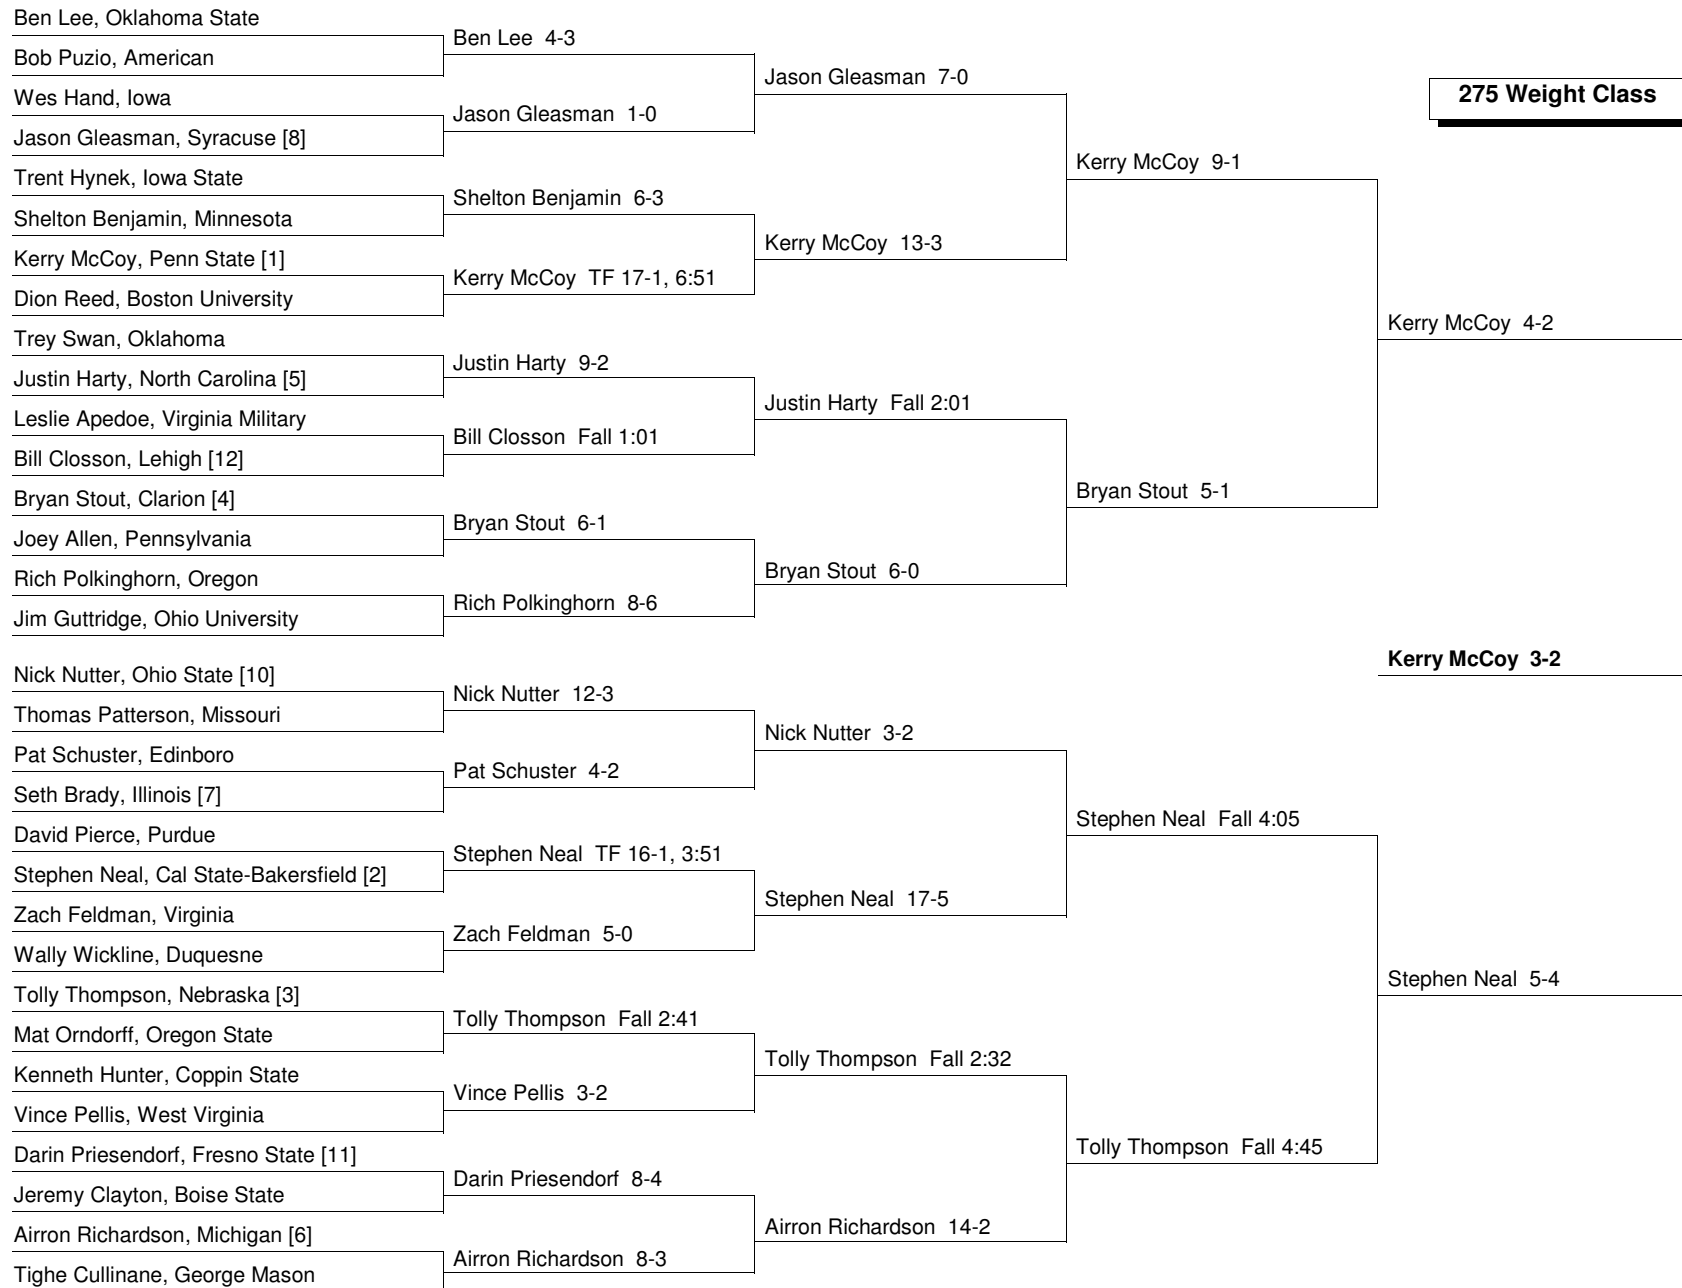 Ben Lee, Oklahoma State
Bob Puzio, American
Wes Hand, Iowa
Jason Gleasman, Syracuse [8]
Trent Hynek, Iowa State
Shelton Benjamin, Minnesota
Kerry McCoy, Penn State [1]
Dion Reed, Boston University
Trey Swan, Oklahoma
Justin Harty, North Carolina [5]
Leslie Apedoe, Virginia Military
Bill Closson, Lehigh [12]
Bryan Stout, Clarion [4]
Joey Allen, Pennsylvania
Rich Polkinghorn, Oregon
Jim Guttridge, Ohio University
Nick Nutter, Ohio State [10]
Thomas Patterson, Missouri
Pat Schuster, Edinboro
Seth Brady, Illinois [7]
David Pierce, Purdue
Stephen Neal, Cal State-Bakersfield [2]
Zach Feldman, Virginia
Wally Wickline, Duquesne
Tolly Thompson, Nebraska [3]
Mat Orndorff, Oregon State
Kenneth Hunter, Coppin State
Vince Pellis, West Virginia
Darin Priesendorf, Fresno State [11]
Jeremy Clayton, Boise State
Airron Richardson, Michigan [6]
Tighe Cullinane, George Mason
Ben Lee 4-3
Jason Gleasman 1-0
Shelton Benjamin 6-3
Kerry McCoy TF 17-1, 6:51
Justin Harty 9-2
Bill Closson Fall 1:01
Bryan Stout 6-1
Rich Polkinghorn 8-6
Nick Nutter 12-3
Pat Schuster 4-2
Stephen Neal TF 16-1, 3:51
Zach Feldman 5-0
Tolly Thompson Fall 2:41
Vince Pellis 3-2
Darin Priesendorf 8-4
Airron Richardson 8-3
Jason Gleasman 7-0
Kerry McCoy 13-3
Justin Harty Fall 2:01
Bryan Stout 6-0
Nick Nutter 3-2
Stephen Neal 17-5
Tolly Thompson Fall 2:32
Airron Richardson 14-2
Kerry McCoy 9-1
Bryan Stout 5-1
Stephen Neal Fall 4:05
Tolly Thompson Fall 4:45
275 Weight Class
Kerry McCoy 4-2
Kerry McCoy 3-2
Stephen Neal 5-4